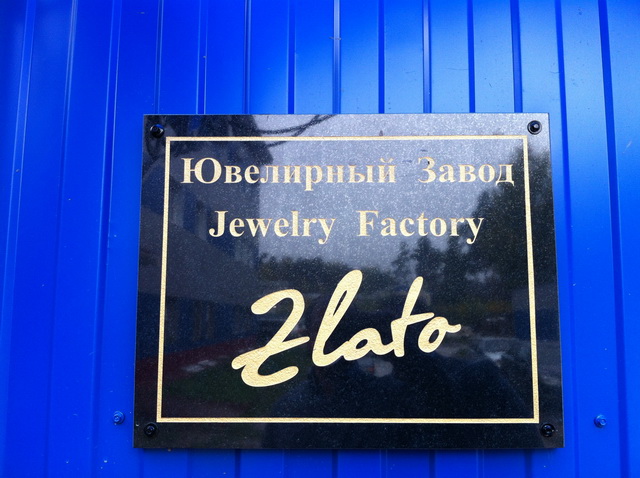 Ювелирный Завод
Jewelry Factory
Zlato